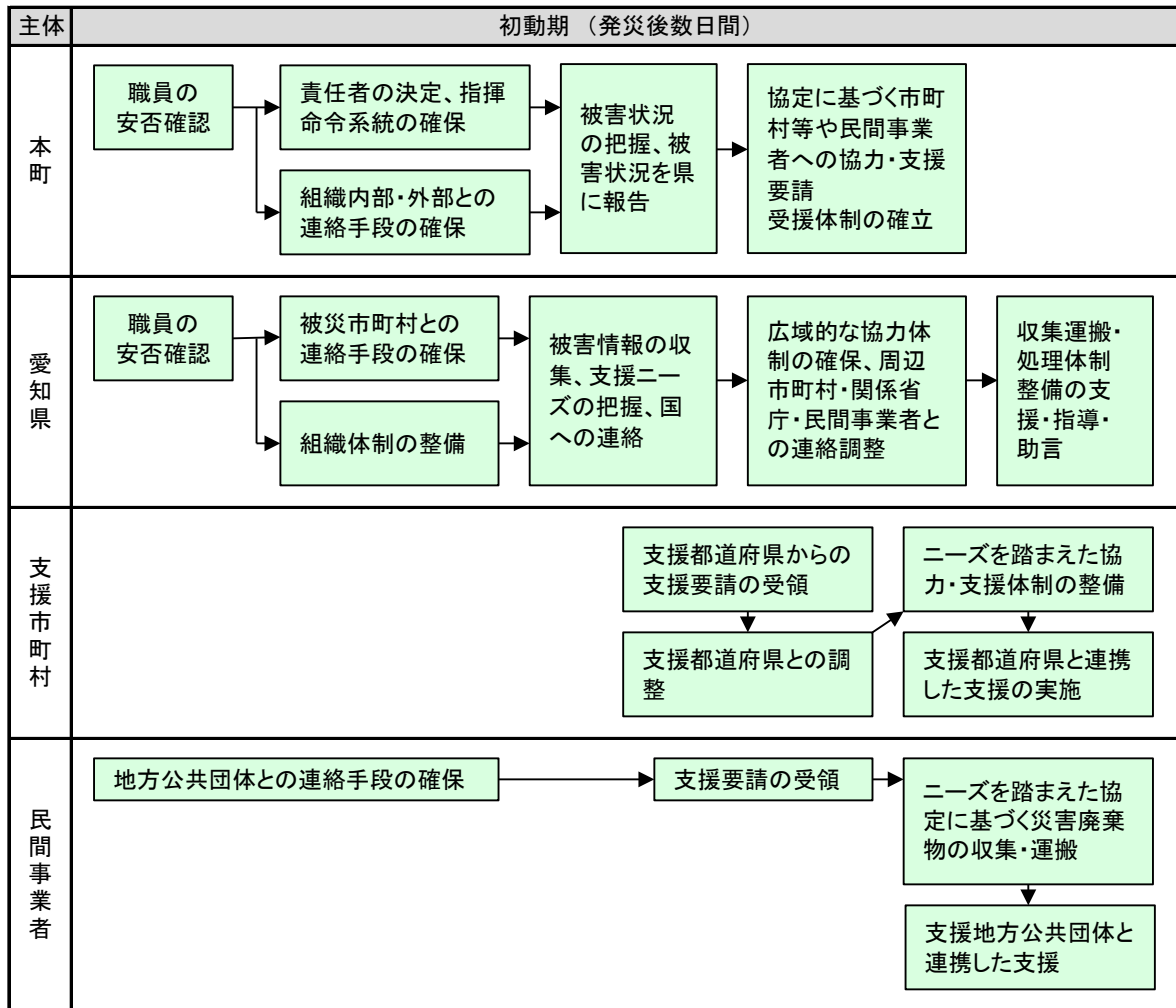 主体
初動期 （発災後数日間）
本町
職員の
安否確認
責任者の決定、指揮
命令系統の確保
組織内部・外部との
連絡手段の確保
被害状況
の把握、被
害状況を県
に報告
協定に基づく市町
村等や民間事業
者への協力・支援
要請
受援体制の確立
愛知県
職員の
安否確認
被災市町村との
連絡手段の確保
組織体制の整備
被害情報の収
集、支援ニー
ズの把握、国
への連絡
広域的な協力体
制の確保、周辺
市町村・関係省
庁・民間事業者と
の連絡調整
収集運搬・
処理体制
整備の支
援・指導・
助言
支援市町村
支援都道府県からの
支援要請の受領
支援都道府県との調
整
ニーズを踏まえた協
力・支援体制の整備
支援都道府県と連携
した支援の実施
民間事業者
地方公共団体との連絡手段の確保
支援要請の受領
ニーズを踏まえた協
定に基づく災害廃棄
物の収集・運搬
支援地方公共団体と
連携した支援